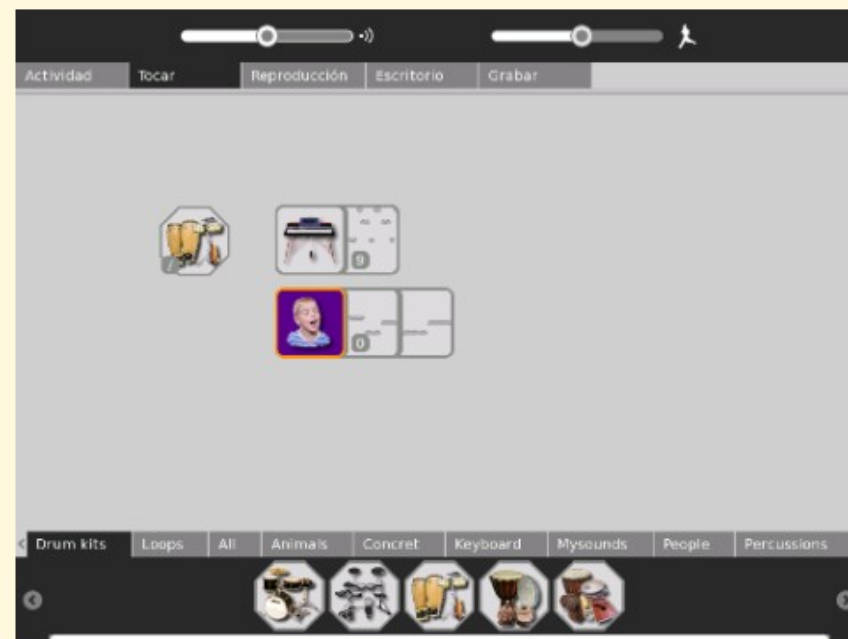 Actividad Tocar Reproducción Escritorio Grabar
9
0
Drum kits Loops All Animals Concret Keyboard Mysounds People Percussions